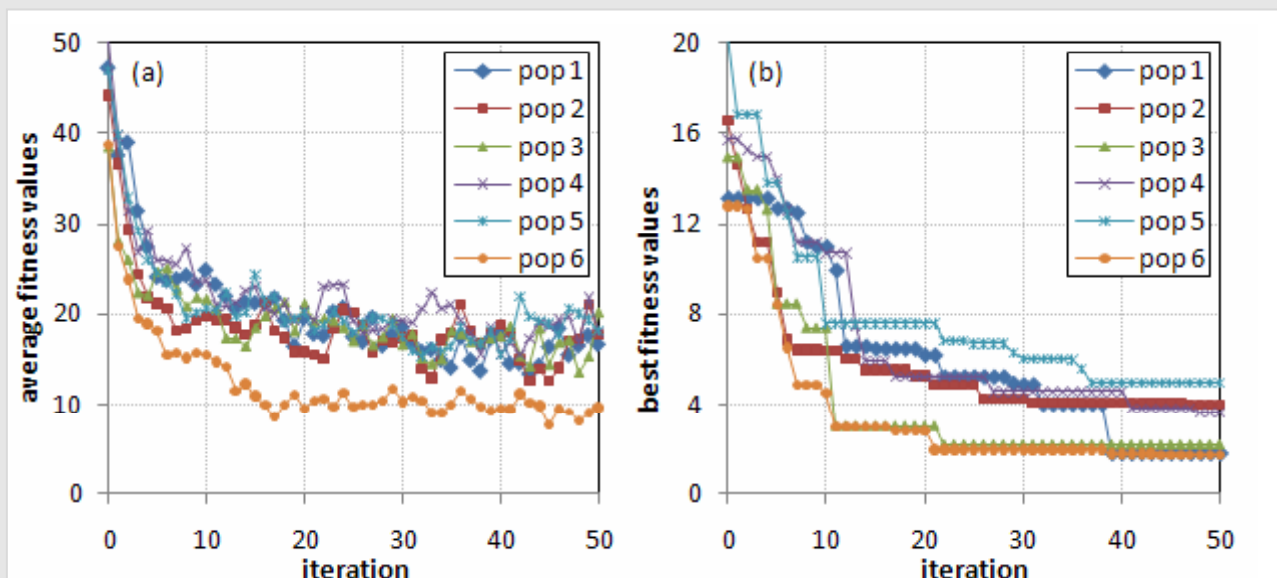 50
40
30
20
10
0
average fitness values
(a)
pop 1
pop 2
pop 3
pop 4
pop 5
pop 6
0 10 20 30 40 50
iteration
20
16
12
8
4
0
best fitness values
(b)
pop 1
pop 2
pop 3
pop 4
pop 5
pop 6
0 10 20 30 40 50
iteration